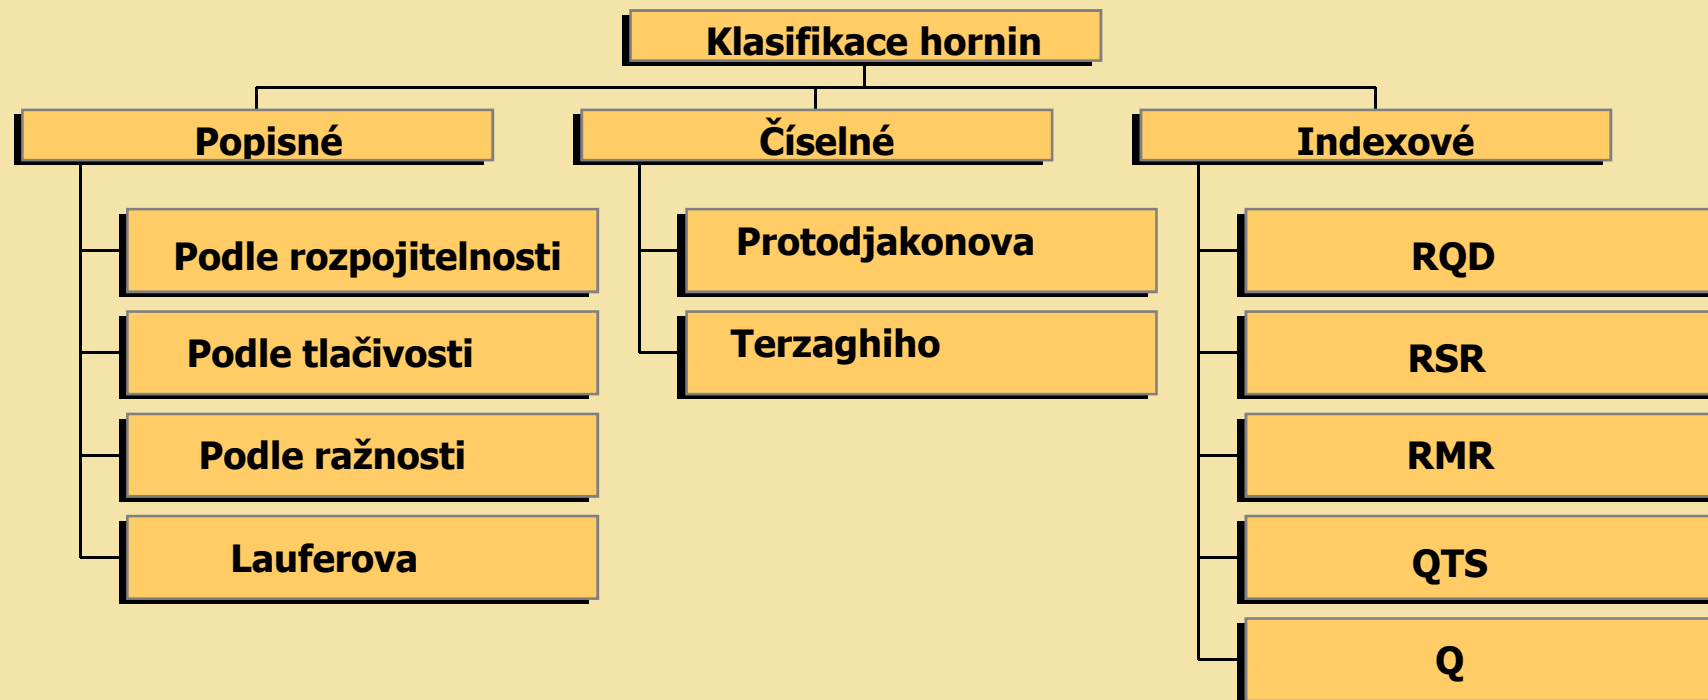 Klasifikace hornin
Popisné
Podle rozpojitelnosti
Podle tlačivosti
Podle ražnosti
Lauferova
Číselné
Protodjakonova
Terzaghiho
Indexové
RQD
RSR
RMR
QTS
Q